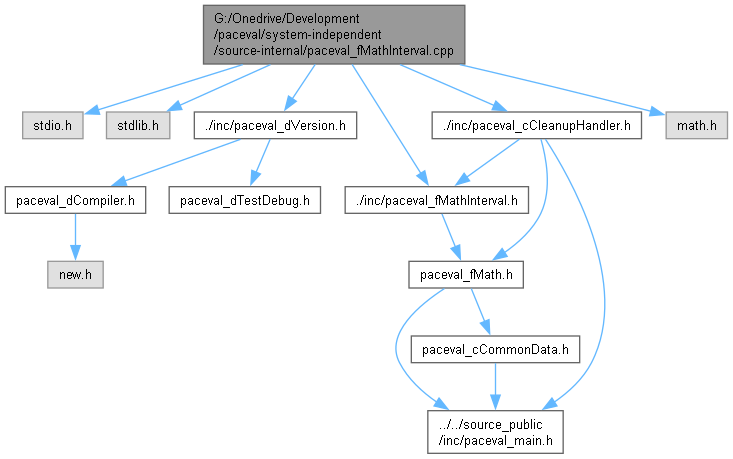 G:/Onedrive/Development
/paceval/system-independent
/source-internal/paceval_fMathInterval.cpp
stdio.h
stdlib.h
./inc/paceval_dVersion.h
./inc/paceval_cCleanupHandler.h
math.h
paceval_dCompiler.h
paceval_dTestDebug.h
./inc/paceval_fMathInterval.h
new.h
paceval_fMath.h
paceval_cCommonData.h
../../source_public
/inc/paceval_main.h